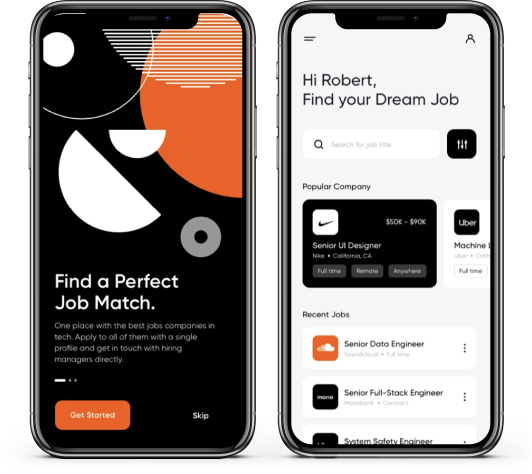 Find a Perfect
Job Match.
One place with the best jobs companies in
tech. Apply to all of them with a single
profile and get in touch with hiring
managers directly.
Get Started
Skip
Hi Robert,
Find your Dream Job
Search for job title
Popular Company
$50K - $90K
Senior UI Designer
Nike • California, CA
Full time
Remote
Anywhere
Uber
Machine L
Uber • Calif
Full time
Recent Jobs
Senior Data Engineer
Soundcloud • Full time
mono
Senior Full-Stack Engineer
Monobank • Contract
System Safety Engineer